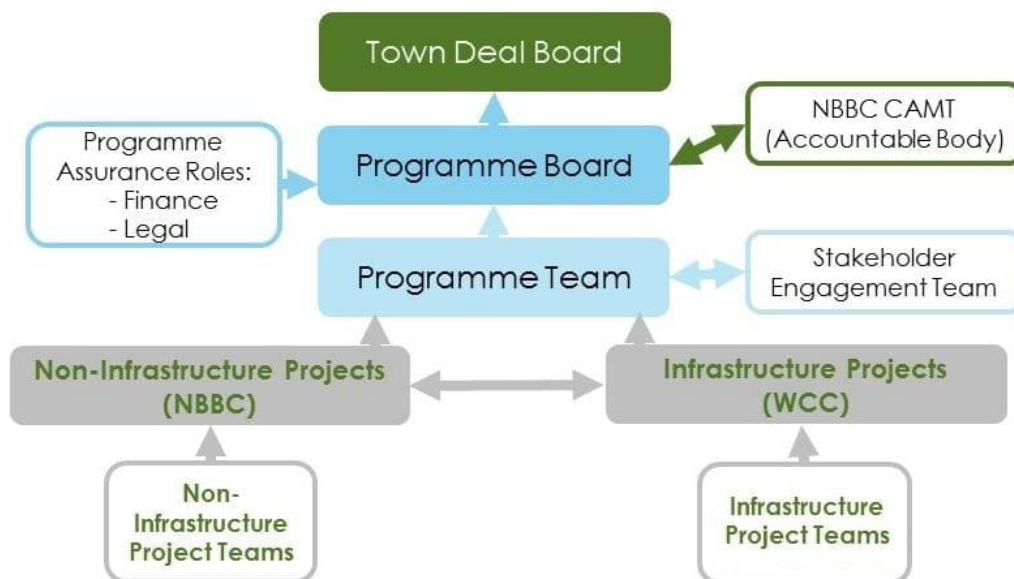 Town Deal Board
NBBC CAMT
(Accountable Body)
Programme
Assurance Roles:
- Finance
- Legal
Programme Board
Programme Team
Stakeholder
Engagement Team
Non-Infrastructure Projects
(NBBC)
Infrastructure Projects
(WCC)
Non-
Infrastructure
Project Teams
Infrastructure
Project Teams